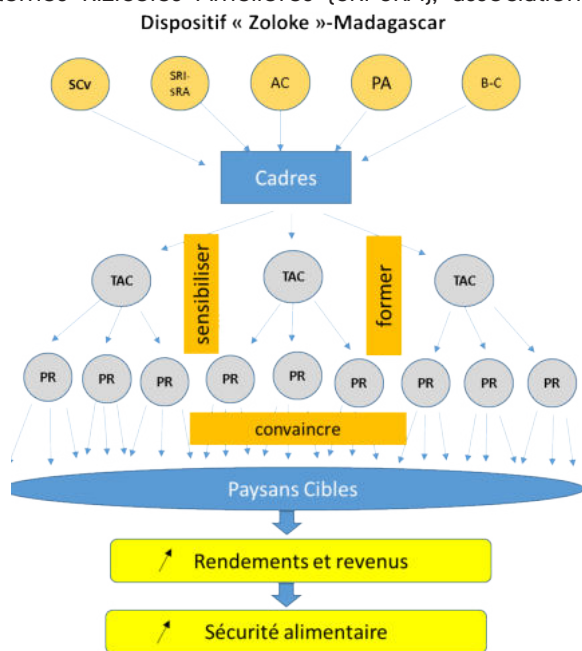 Dispositif « Zoloke »-Madagascar
SCv
SRI-
sRA
AC
PA
B-C
Cadres
sensibiliser
former
TAC
TAC
TAC
PR
PR
PR
PR
PR
PR
PR
PR
PR
convaincre
Paysans Cibles
Rendements et revenus
Sécurité alimentaire